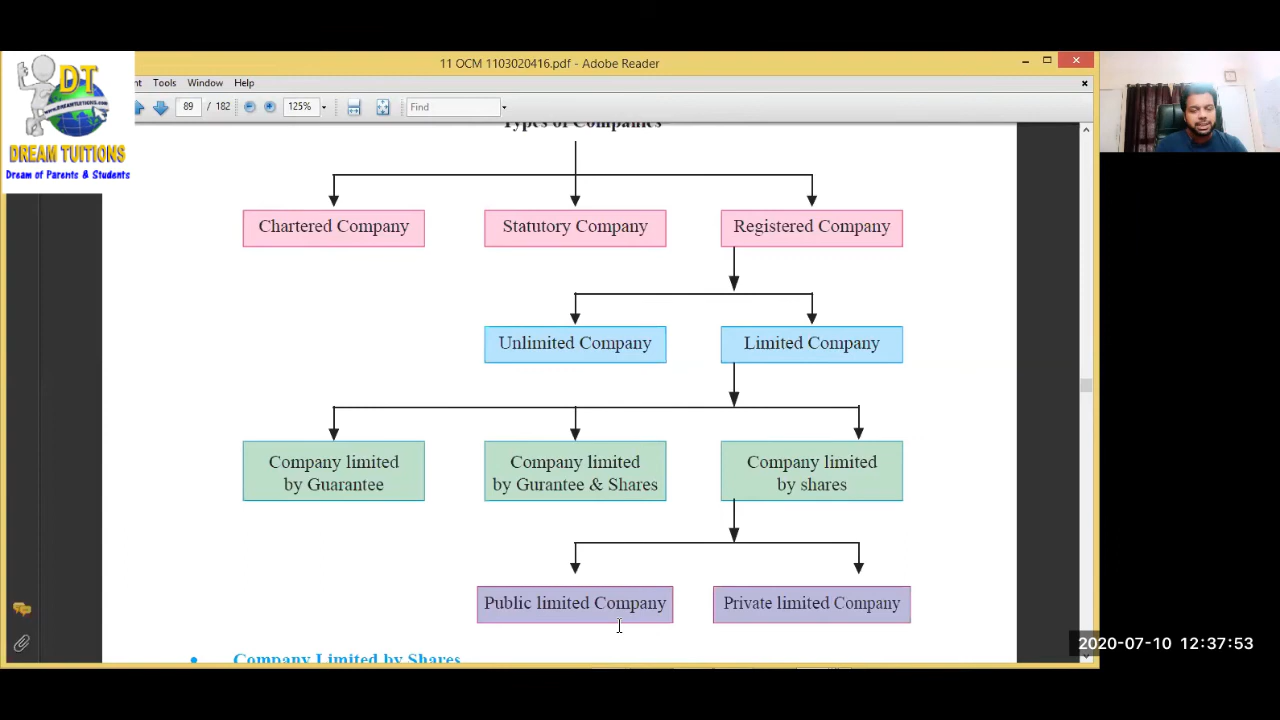 11 OCM 1103020416.pdf - Adobe Reader
Tools Window Help
89 / 182 125% Find
DT
www.DREAMTUITIONS.com
DREAM TUITIONS
Dream of Parents & Students
Types of Companies
Chartered Company Statutory Company Registered Company
Unlimited Company Limited Company
Company limited Company limited Company limited
by Guarantee by Gurantee & Shares by shares
Public limited Company Private limited Company
2020-07-10 12:37:53
• Company Limited by Shares